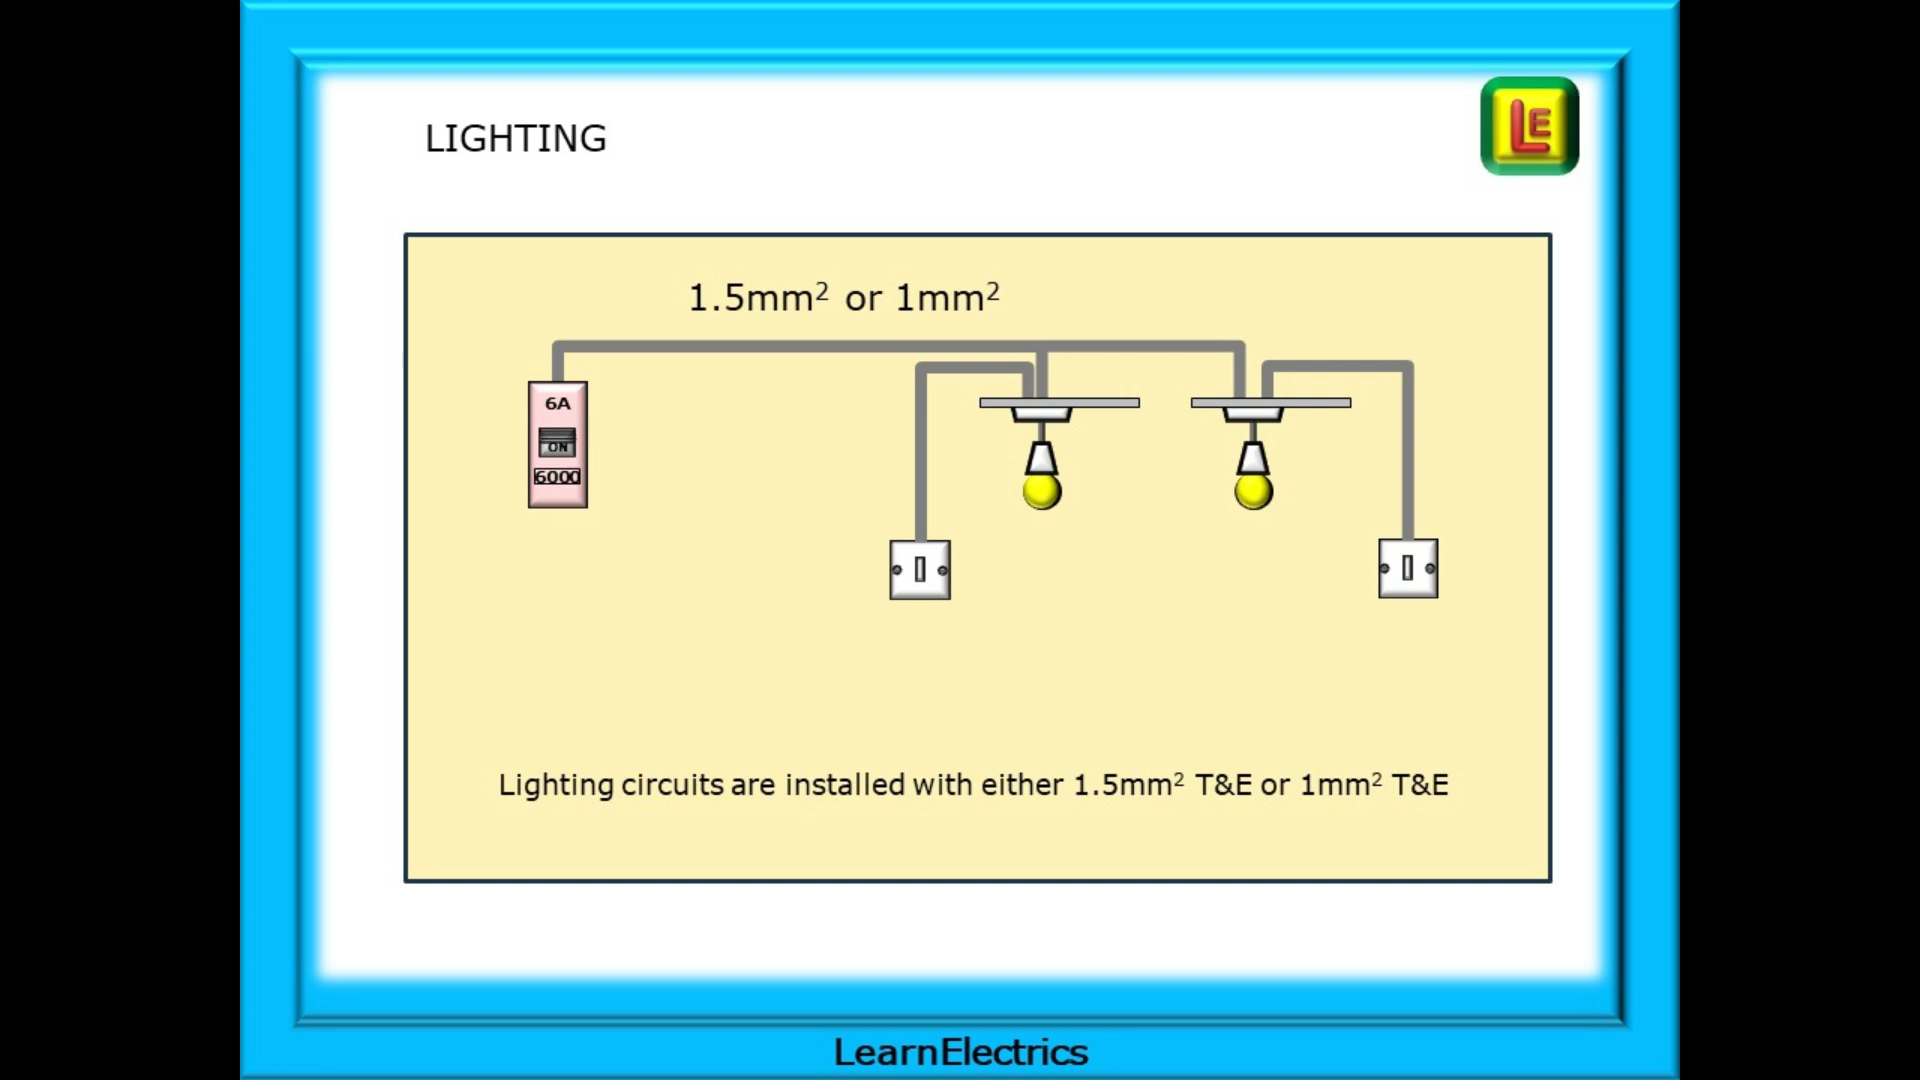 LIGHTING
LE
1.5mm² or 1mm²
6A
ON
6000
Lighting circuits are installed with either 1.5mm² T&E or 1mm² T&E
LearnElectrics